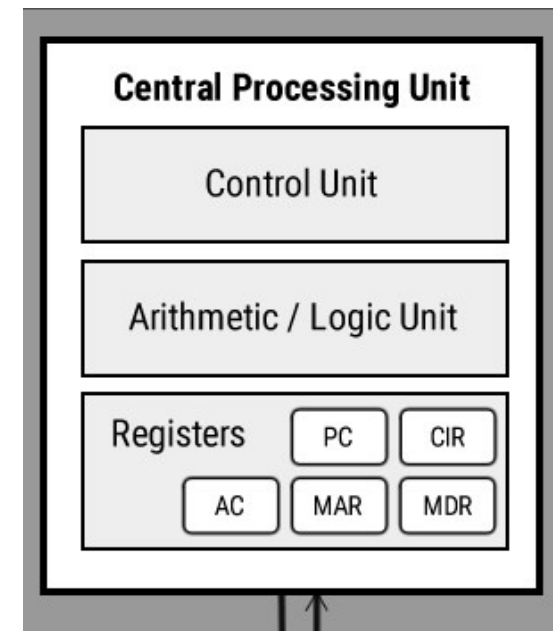 Central Processing Unit
Control Unit
Arithmetic / Logic Unit
Registers PC CIR
AC MAR MDR